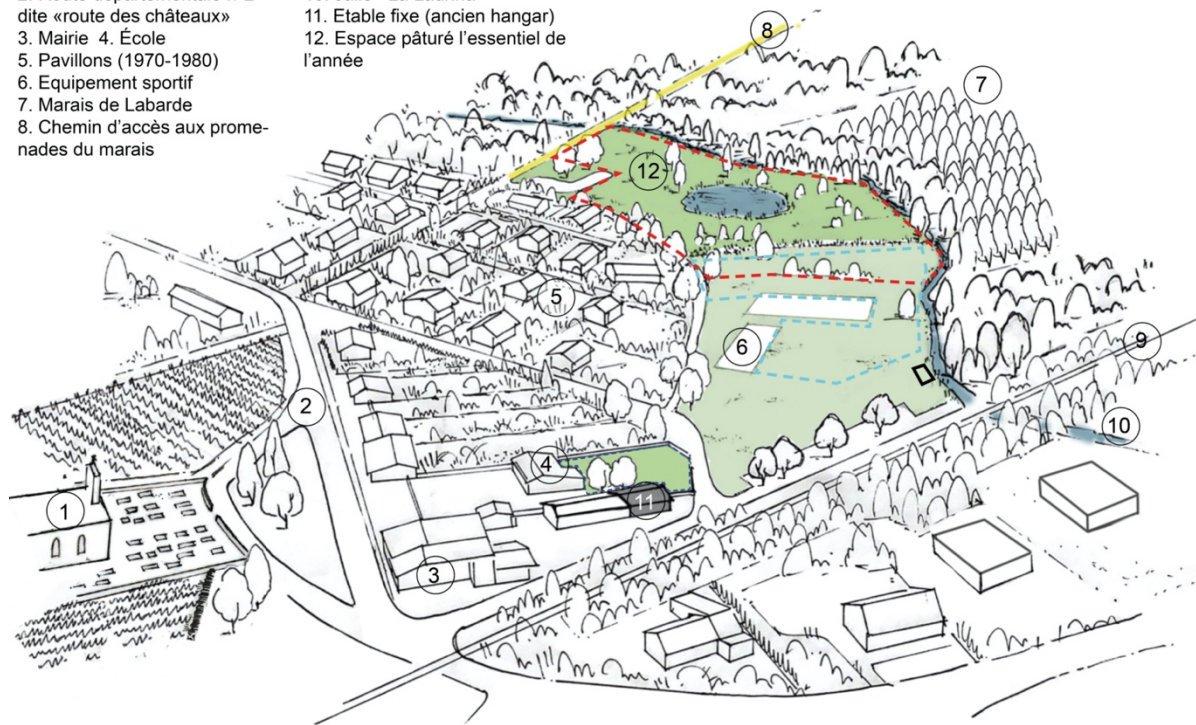 dite «route des châteaux»
3. Mairie 4. École
5. Pavillons (1970-1980)
6. Equipement sportif
7. Marais de Labarde
8. Chemin d’accès aux prome-
nades du marais
11. Etable fixe (ancien hangar)
12. Espace pâturé l’essentiel de
l’année
8
7
12
9
5
6
2
10
4
11
1
3